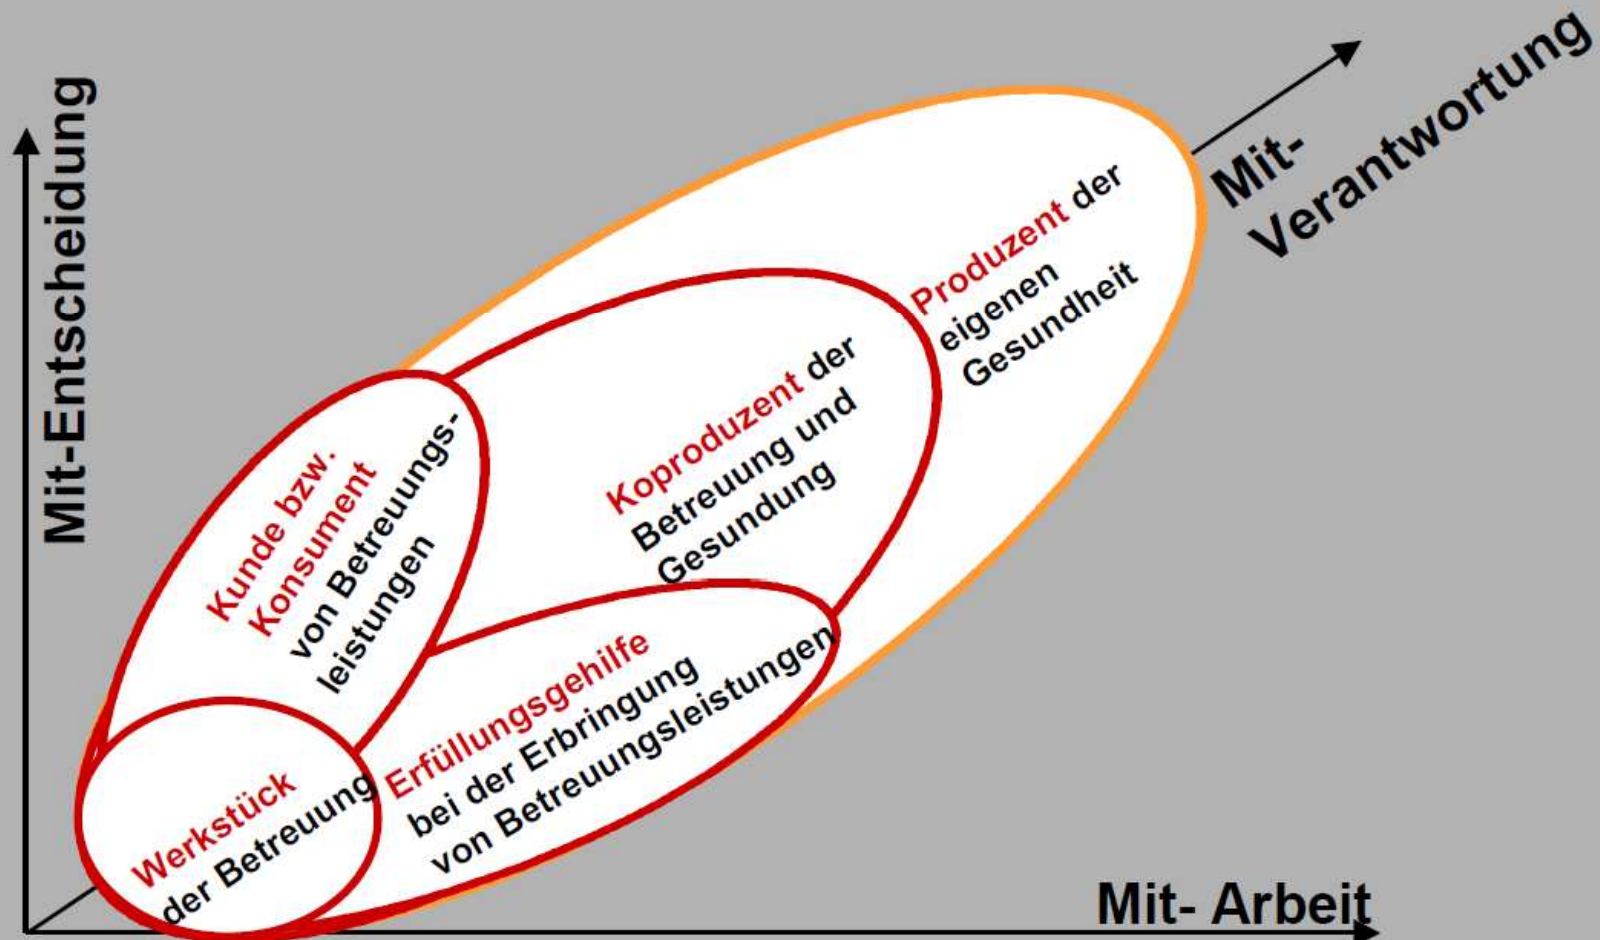 Mit-Entscheidung
Mit-
Verantwortung
Produzent der
eigenen
Gesundheit
Koproduzent der
Betreuung und
Gesundung
Kunde bzw.
Konsument
von Betreuungs-
leistungen
Erfüllungsgehilfe
bei der Erbringung
von Betreuungsleistungen
Werkstück
der Betreuung
Mit- Arbeit